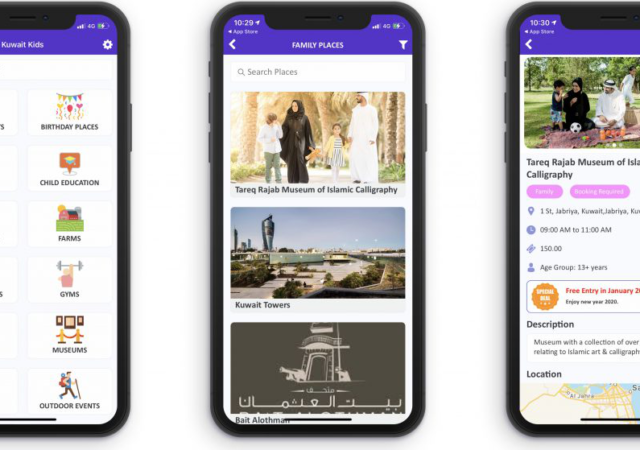 4G
Kuwait Kids
BIRTHDAY PLACES
CHILD EDUCATION
FARMS
GYMS
MUSEUMS
OUTDOOR EVENTS
10:29
App Store
4G
FAMILY PLACES
Search Places
Tareq Rajab Museum of Islamic Calligraphy
Kuwait Towers
متحف
بيت العثمان
BAIT ALOTHMAN
Bait Alothman
10:30
App Store
Tareq Rajab Museum of Isla
Calligraphy
Family
Booking Required
1 St, Jabriya, Kuwait,Jabriya, Ku
09:00 AM to 11:00 AM
150.00
Age Group: 13+ years
SPECIAL
DEAL
Free Entry in January 20
Enjoy new year 2020.
Description
Museum with a collection of over
relating to Islamic art & calligraph
Location
Al Jahra